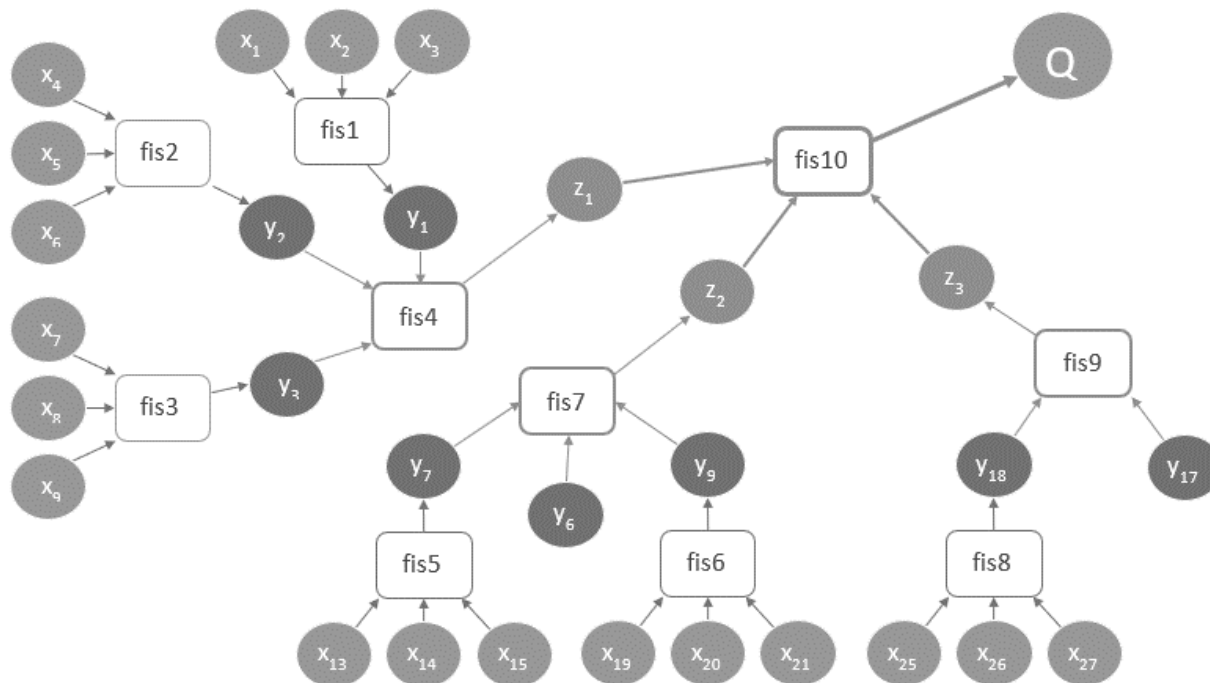 x1 x2 x3
Q
x4
fis1
fis2
x5
fis10
z1
x6
y2
y1
z2
z3
fis4
x7
fis9
y3
fis7
x8
fis3
y7
y9
y18
y17
x9
y6
fis5
fis6
fis8
x13 x14 x15 x19 x20 x21 x25 x26 x27